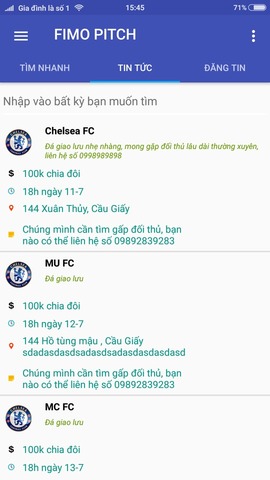 Gia đình là số 1
15:45
71%
FIMO PITCH
TÌM NHANH
TIN TỨC
ĐĂNG TIN
Nhập vào bất kỳ bạn muốn tìm
Chelsea FC
Đá giao lưu nhẹ nhàng, mong gặp đối thủ lâu dài thường xuyên,
liên hệ số 0998989898
$ 100k chia đôi
18h ngày 11-7
144 Xuân Thủy, Cầu Giấy
Chúng mình cần tìm gấp đối thủ, bạn
nào có thể liên hệ số 09892839283
MU FC
Đá giao lưu
$ 100k chia đôi
18h ngày 12-7
144 Hồ tùng mậu , Cầu Giấy
sdadasdasdsadasdsadasdasdasdasd
Chúng mình cần tìm gấp đối thủ, bạn
nào có thể liên hệ số 09892839283
MC FC
Đá giao lưu
$ 100k chia đôi
18h ngày 13-7